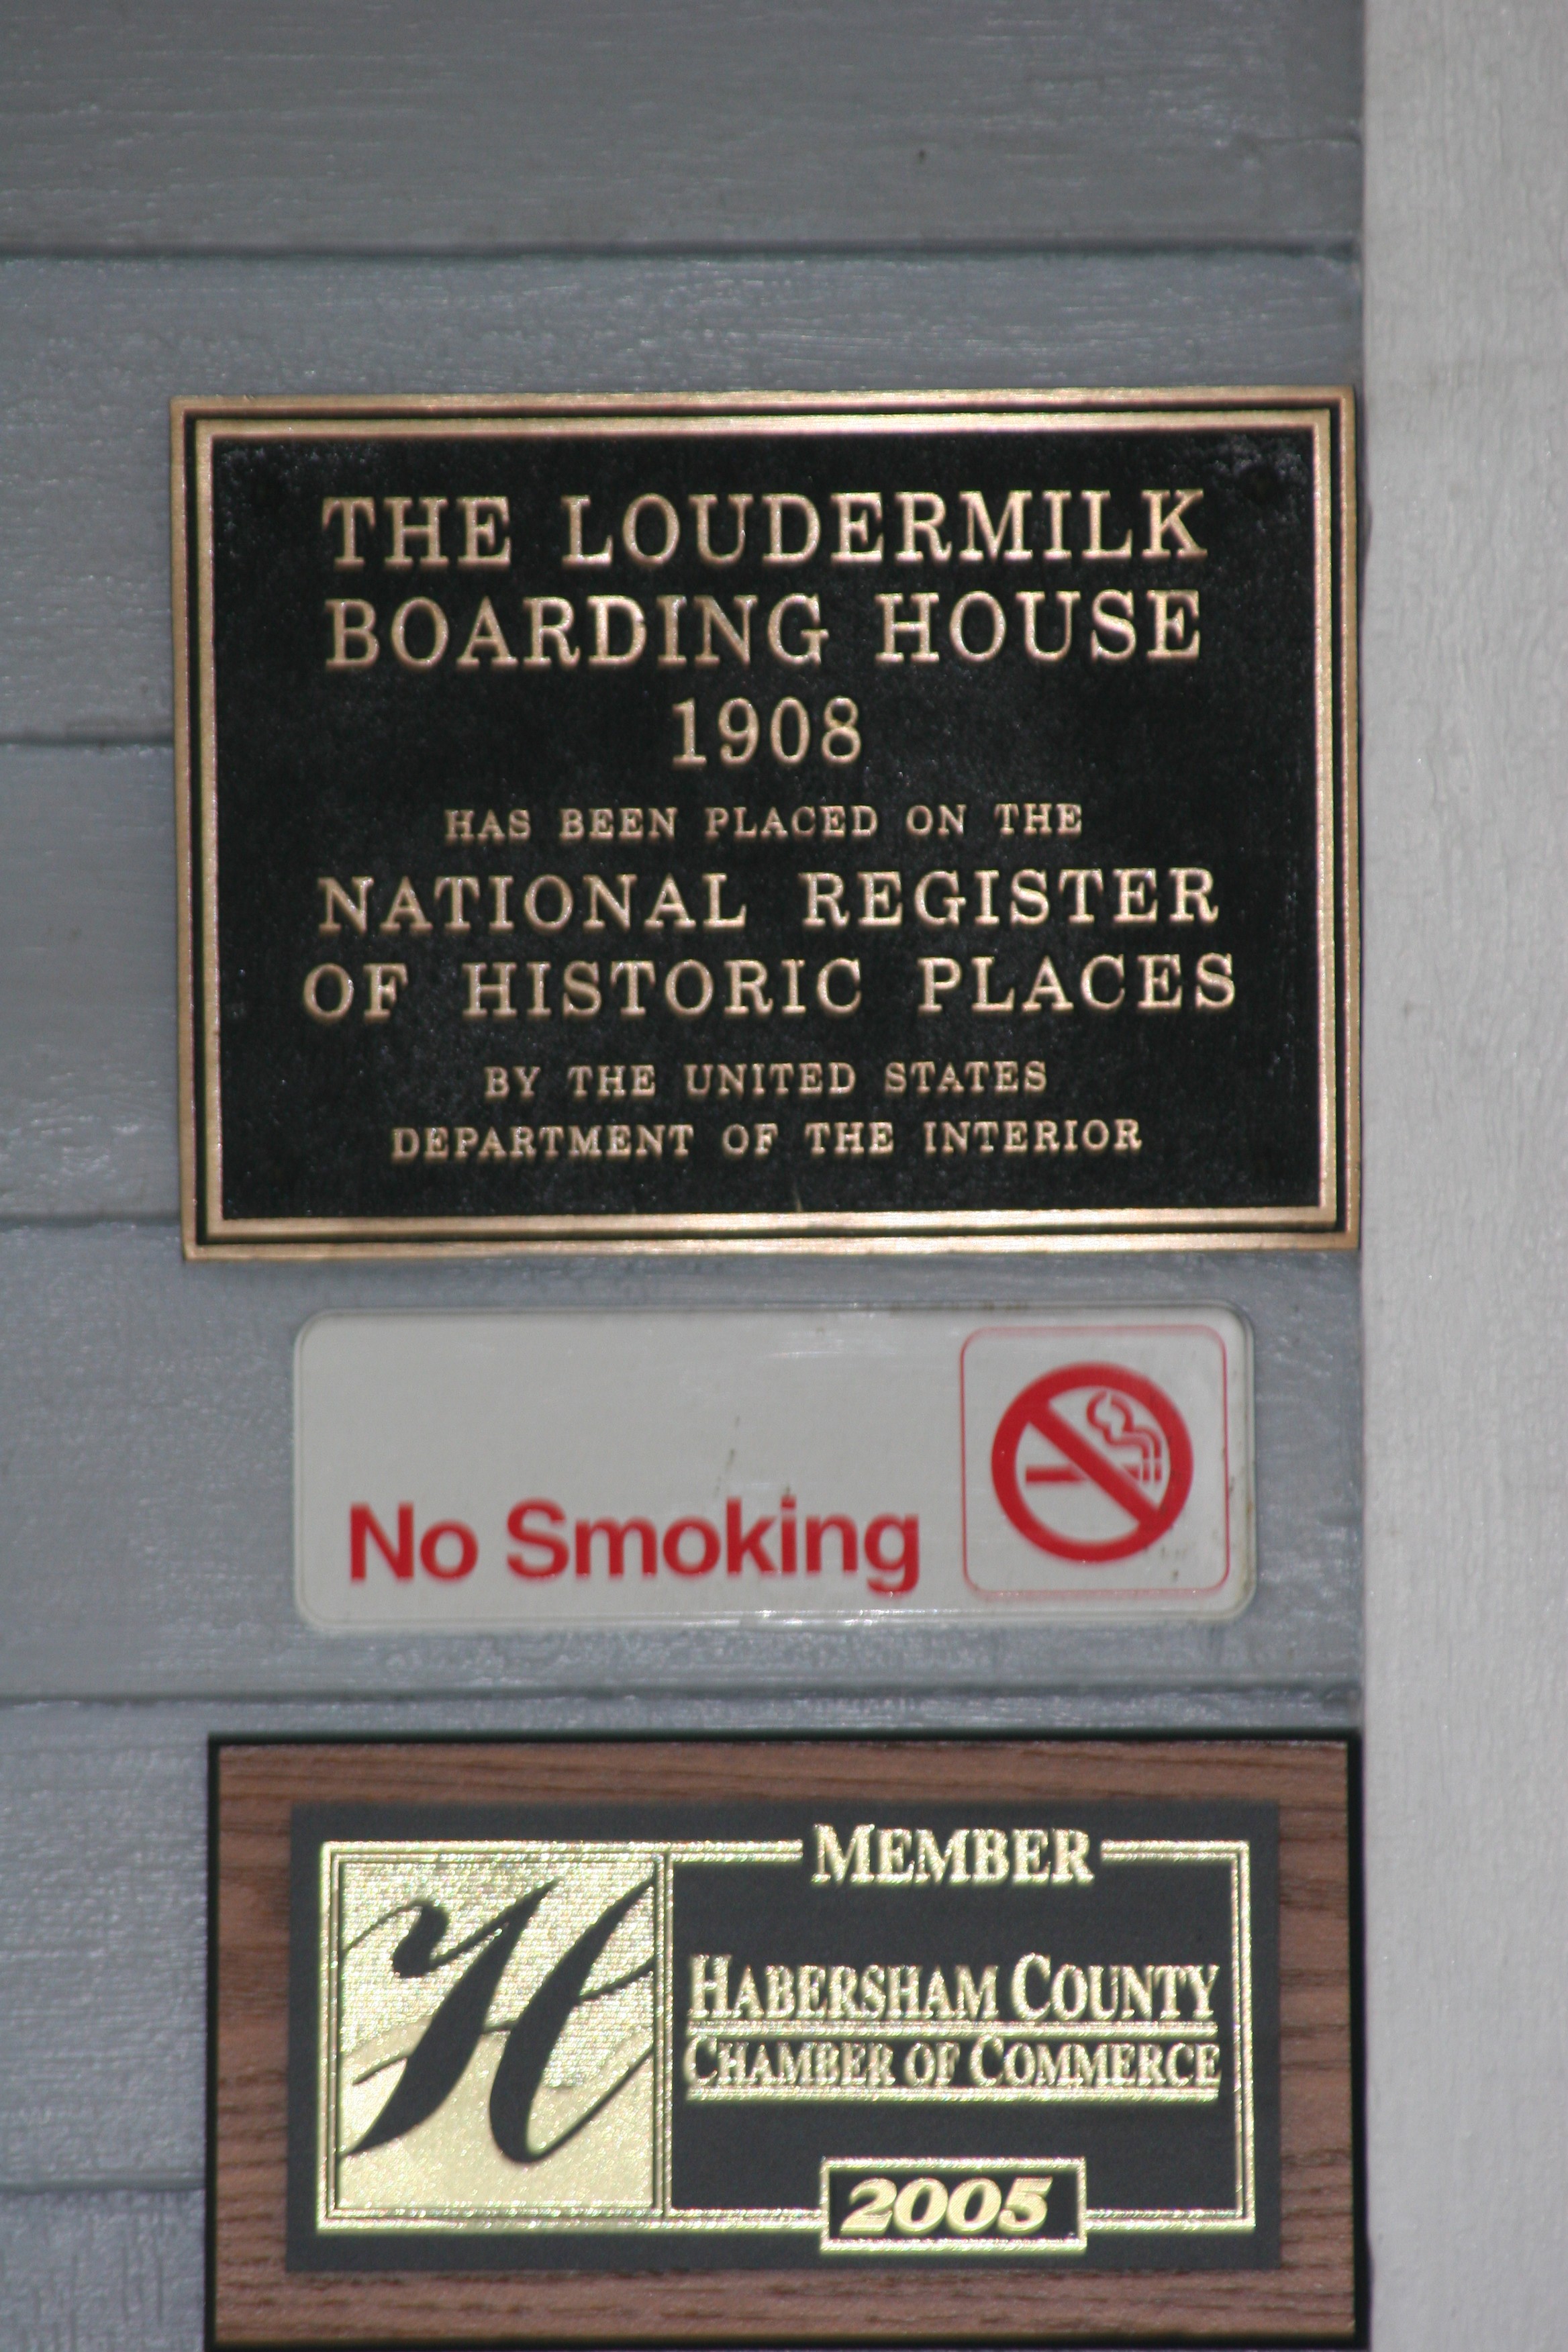 THE LOUDERMILK
BOARDING HOUSE
1908
HAS BEEN PLACED ON THE
NATIONAL REGISTER
OF HISTORIC PLACES
BY THE UNITED STATES
DEPARTMENT OF THE INTERIOR
No Smoking
MEMBER
H
HABERSHAM COUNTY
CHAMBER OF COMMERCE
2005